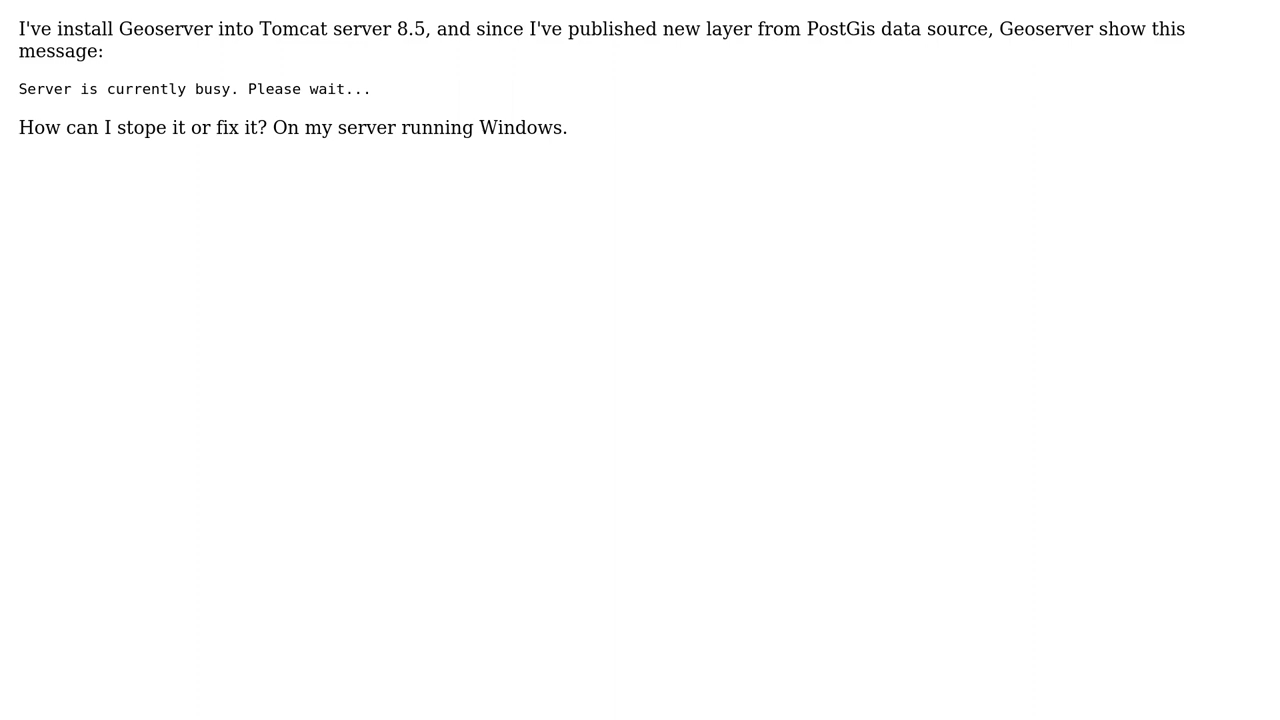 I've install Geoserver into Tomcat server 8.5, and since I've published new layer from PostGis data source, Geoserver show this
message:
Server is currently busy. Please wait...
How can I stope it or fix it? On my server running Windows.